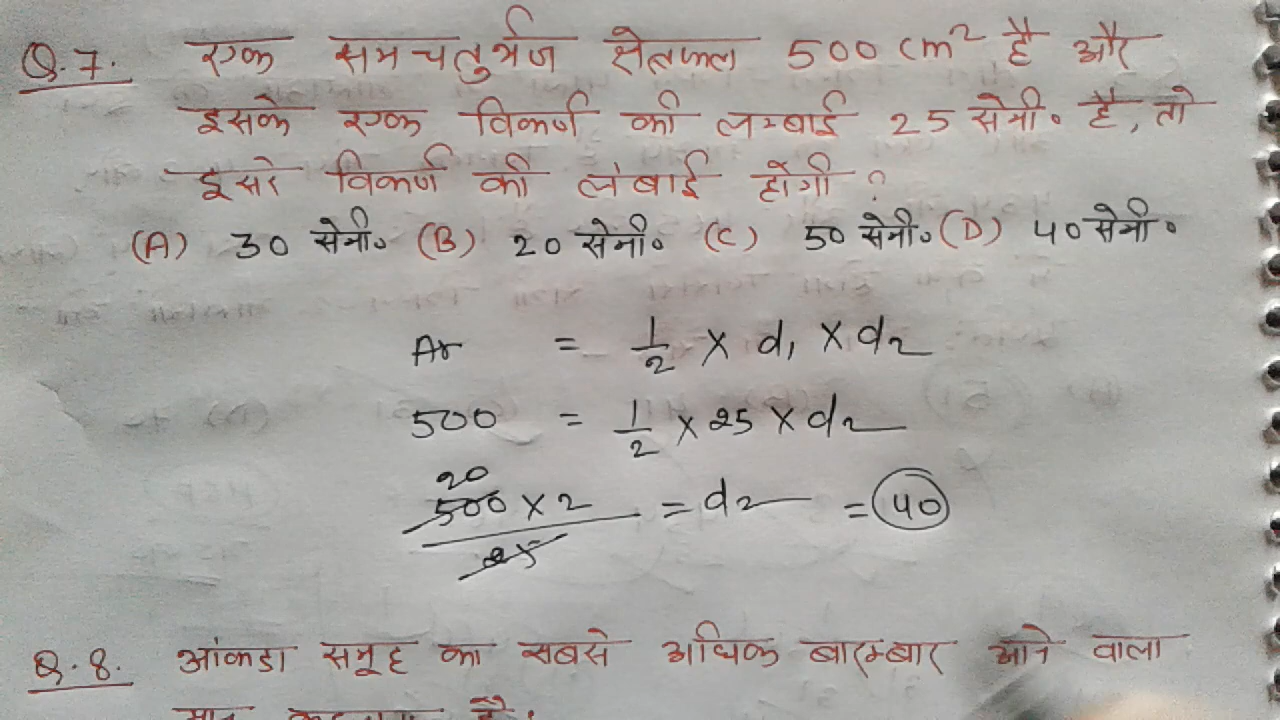 Q.7. एक समचतुर्भुज क्षेत्रफल 500 cm² है और
इसके एक विकर्ण की लम्बाई 25 सेमी. है, तो
दूसरे विकर्ण की लंबाई होगी ?
(A) 30 सेमी. (B) 20 सेमी. (C) 50 सेमी. (D) 40 सेमी.
Ar = 1/2 × d₁ × d₂
500 = 1/2 × 25 × d₂
20
500 × 2 = d₂ = 40
25
Q.8. आंकडा समूह का सबसे अधिक बारम्बार आने वाला
है.